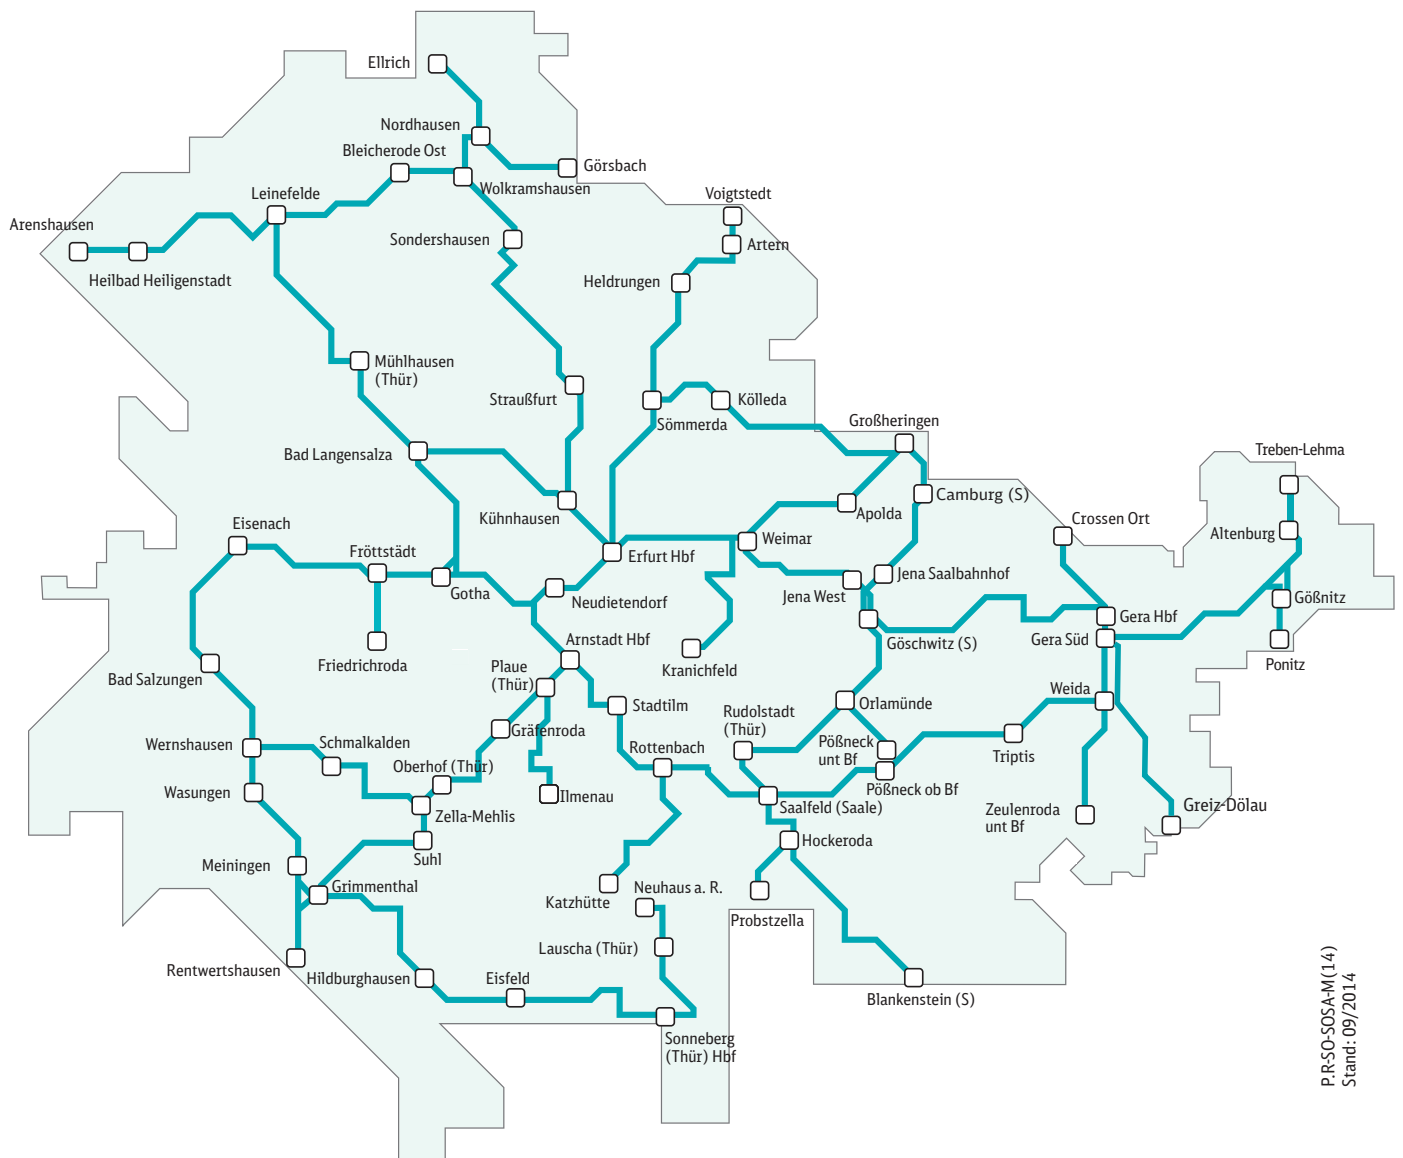 Ellrich
Nordhausen
Bleicherode Ost
Görsbach
Wolkramshausen
Leinefelde
Voigtstedt
Arenshausen
Sondershausen
Artern
Heilbad Heiligenstadt
Heldrungen
Mühlhausen
(Thür)
Straußfurt
Kölleda
Sömmerda
Großheringen
Bad Langensalza
Treben-Lehma
Camburg (S)
Apolda
Kühnhausen
Crossen Ort
Eisenach
Altenburg
Weimar
Fröttstädt
Erfurt Hbf
Jena Saalbahnhof
Gotha
Neudietendorf
Jena West
Gößnitz
Gera Hbf
Arnstadt Hbf
Göschwitz (S)
Gera Süd
Friedrichroda
Kranichfeld
Ponitz
Plaue
(Thür)
Bad Salzungen
Weida
Stadtilm
Orlamünde
Rudolstadt
(Thür)
Gräfenroda
Wernshausen
Schmalkalden
Pößneck
unt Bf
Triptis
Rottenbach
Oberhof (Thür)
Pößneck ob Bf
Wasungen
Ilmenau
Saalfeld (Saale)
Zeulenroda
unt Bf
Greiz-Dölau
Zella-Mehlis
Hockeroda
Suhl
Meiningen
Grimmenthal
Neuhaus a. R.
Katzhütte
Probstzella
Lauscha (Thür)
Rentwertshausen
Hildburghausen
Eisfeld
Blankenstein (S)
Sonneberg
(Thür) Hbf
P.R-SO-SOSA-M(14)
Stand: 09/2014